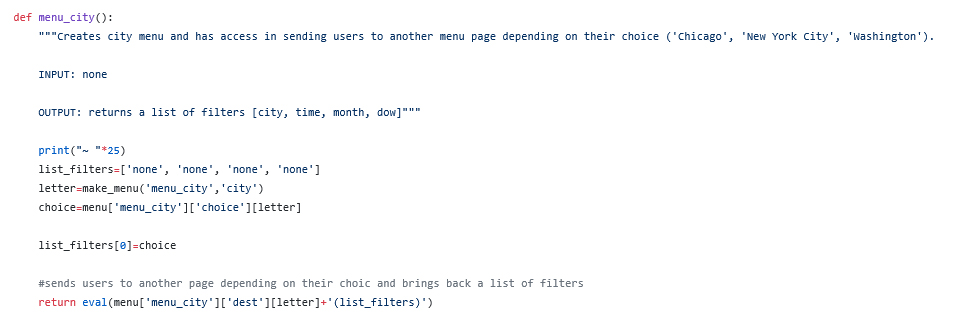 def menu_city():
"""Creates city menu and has access in sending users to another menu page depending on their choice ('Chicago', 'New York City', 'Washington').
INPUT: none
OUTPUT: returns a list of filters [city, time, month, dow]"""
print("~ "*25)
list_filters=['none', 'none', 'none', 'none']
letter=make_menu('menu_city','city')
choice=menu['menu_city']['choice'][letter]
list_filters[0]=choice
#sends users to another page depending on their choic and brings back a list of filters
return eval(menu['menu_city']['dest'][letter]+'(list_filters)')